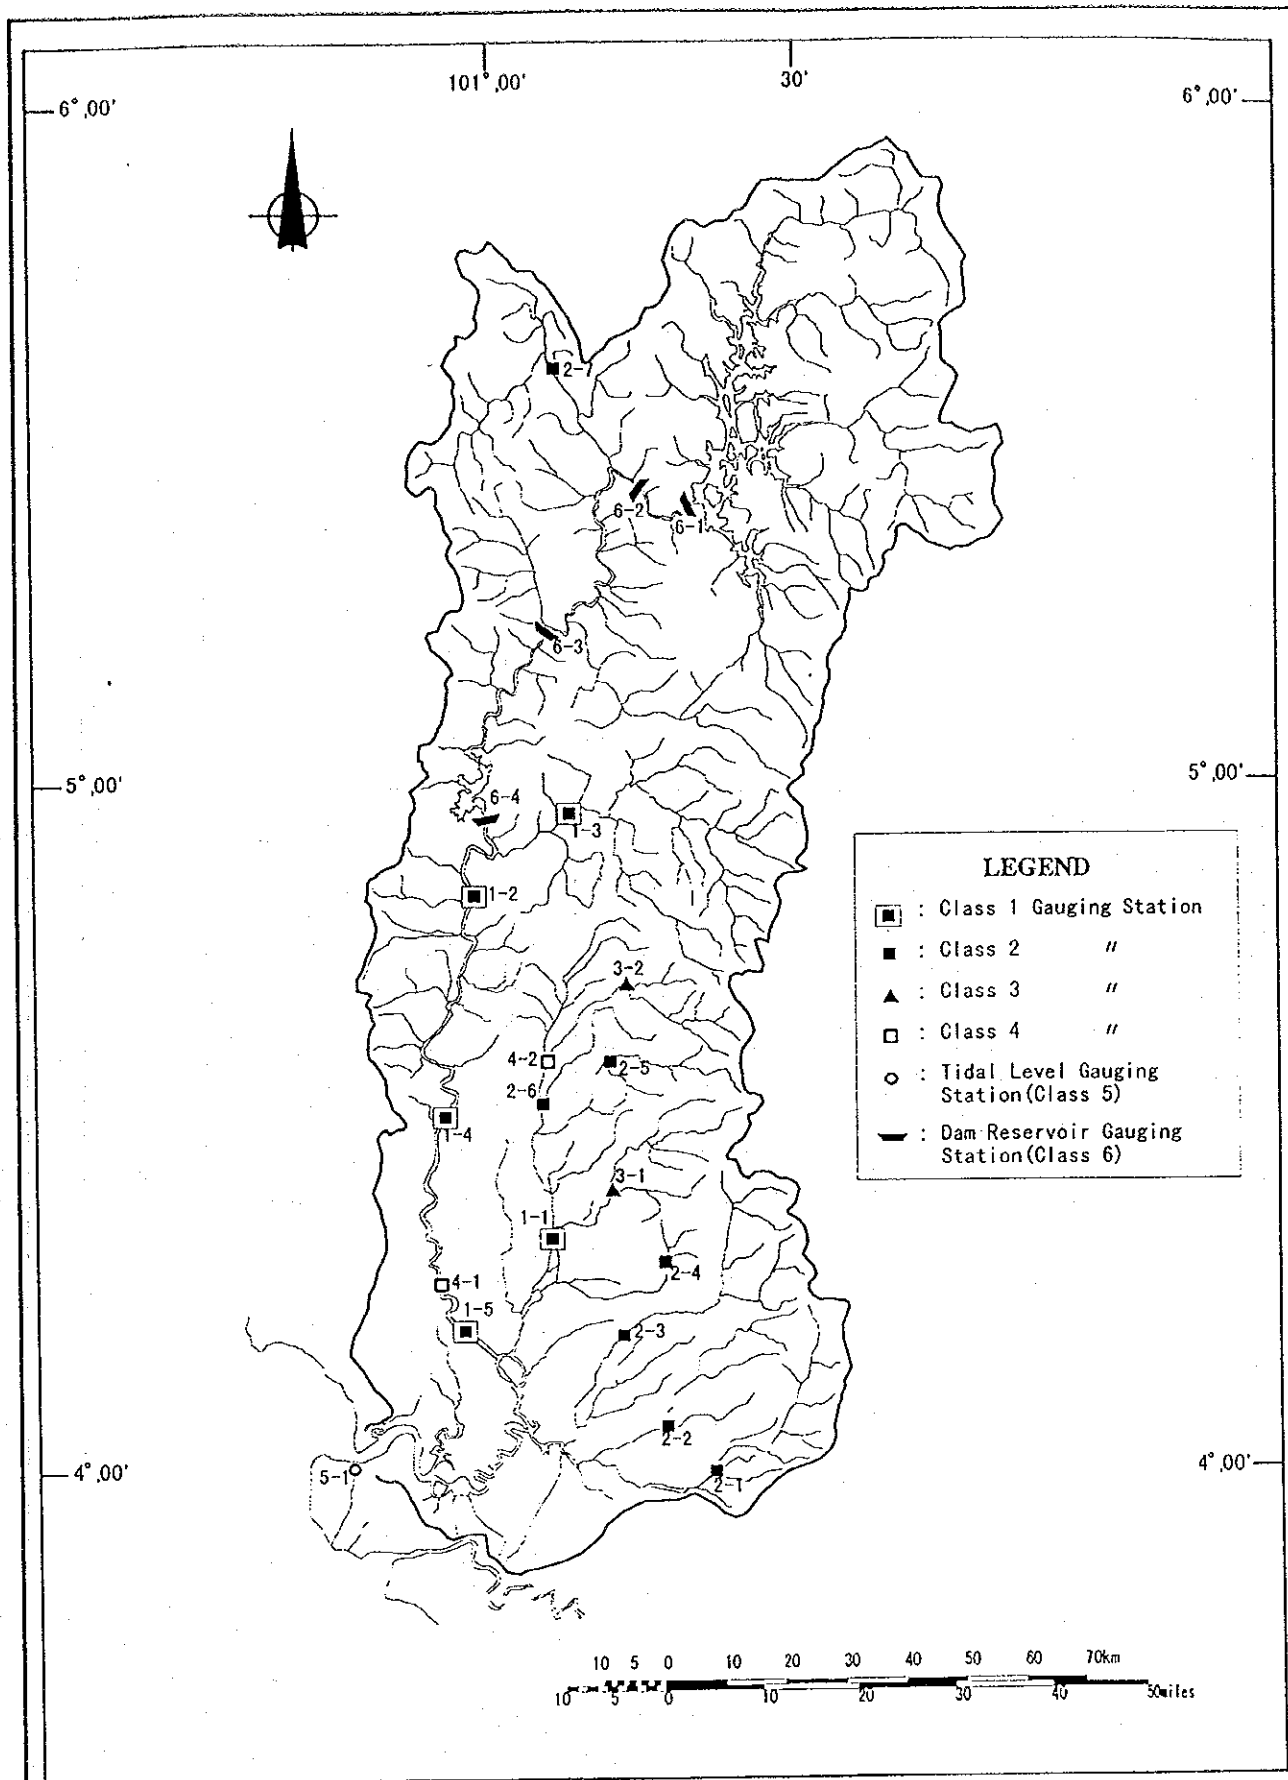 101°,00'
30'
6°,00'
6°,00'
2-7
6-2
6-1
6-3
5°,00'
5°,00'
6-4
1-3
1-2
LEGEND
: Class 1 Gauging Station
: Class 2 "
: Class 3 "
: Class 4 "
: Tidal Level Gauging
Station(Class 5)
: Dam Reservoir Gauging
Station(Class 6)
3-2
4-2
2-5
2-6
1-4
3-1
1-1
2-4
4-1
1-5
2-3
2-2
4°,00'
5-1
2-1
4°,00'
10 5 0 10 20 30 40 50 60 70km
10 5 0 10 20 30 40 50miles